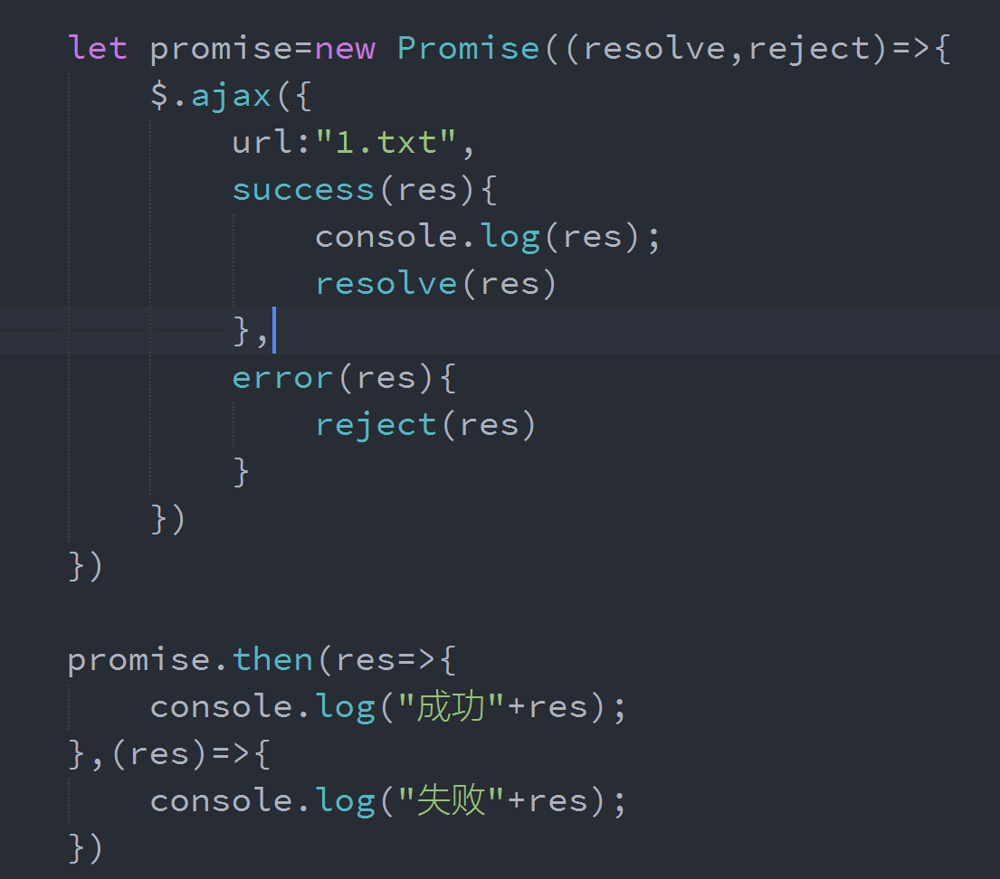 let promise=new Promise((resolve,reject)=>{
    $.ajax({
        url:"1.txt",
        success(res){
            console.log(res);
            resolve(res)
        },
        error(res){
            reject(res)
        }
    })
})

promise.then(res=>{
    console.log("成功"+res);
},(res)=>{
    console.log("失败"+res);
})